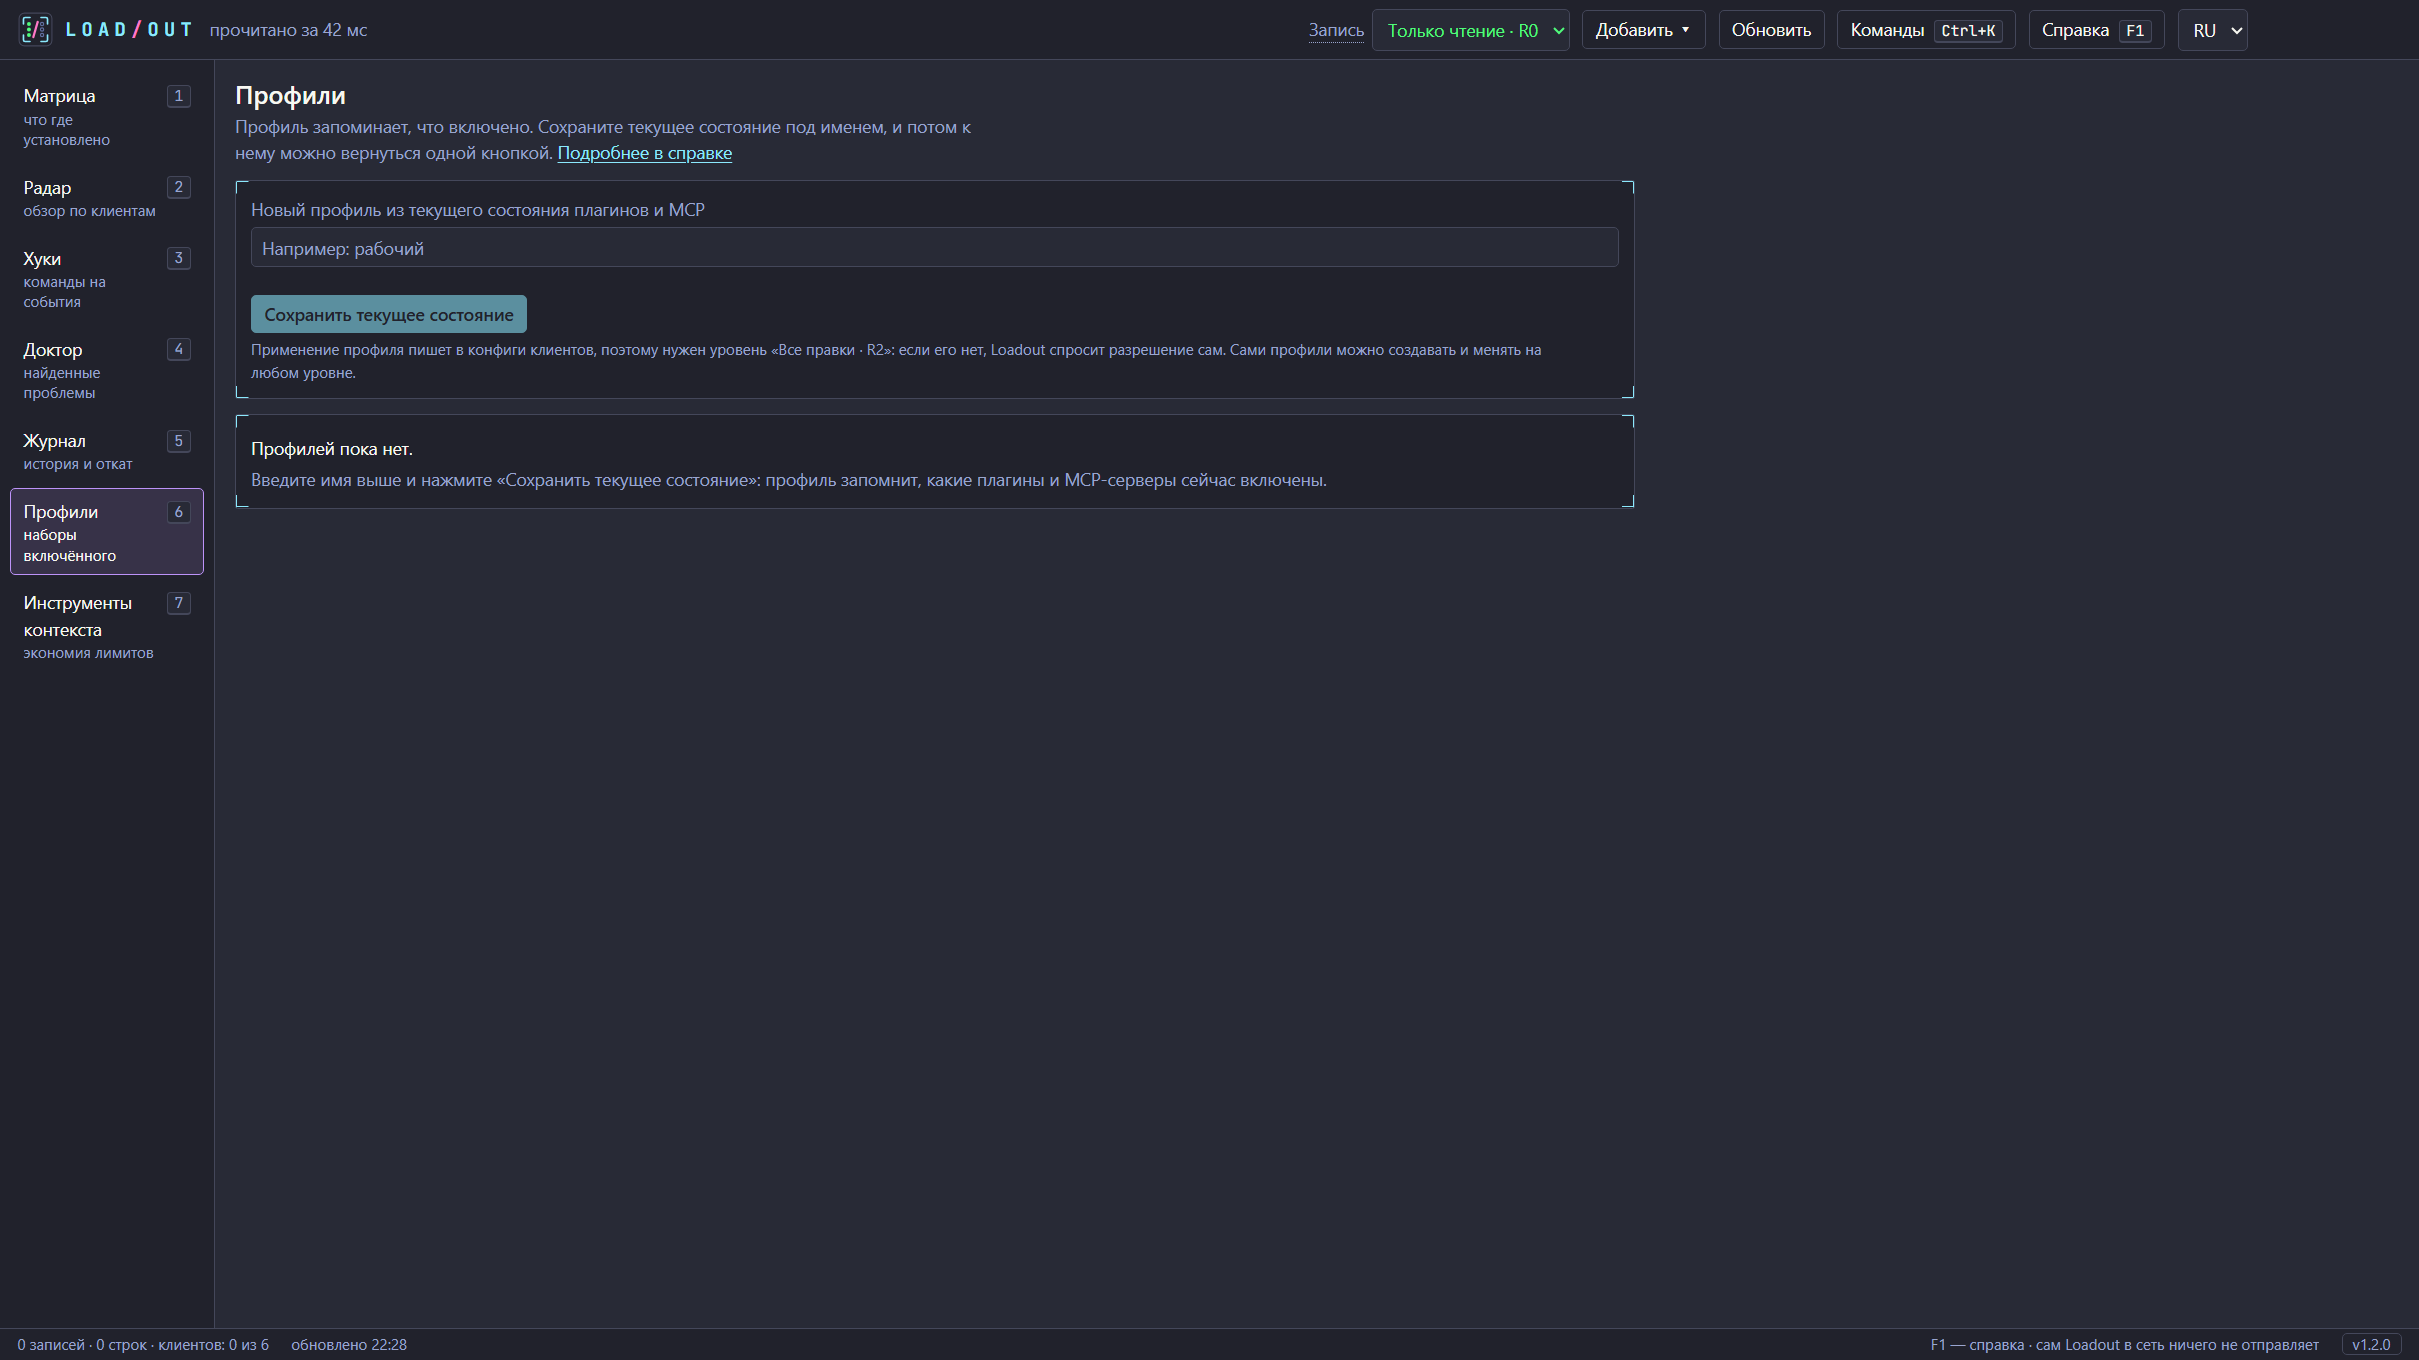 LOAD/OUT прочитано за 42 мс
Запись Только чтение · R0 Добавить Обновить Команды Ctrl+K Справка F1 RU
Матрица 1
что где
установлено
Радар 2
обзор по клиентам
Хуки 3
команды на
события
Доктор 4
найденные
проблемы
Журнал 5
история и откат
Профили 6
наборы
включённого
Инструменты 7
контекста
экономия лимитов
Профили
Профиль запоминает, что включено. Сохраните текущее состояние под именем, и потом к
нему можно вернуться одной кнопкой. Подробнее в справке
Новый профиль из текущего состояния плагинов и MCP
Например: рабочий
Сохранить текущее состояние
Применение профиля пишет в конфиги клиентов, поэтому нужен уровень «Все правки · R2»: если его нет, Loadout спросит разрешение сам. Сами профили можно создавать и менять на
любом уровне.
Профилей пока нет.
Введите имя выше и нажмите «Сохранить текущее состояние»: профиль запомнит, какие плагины и MCP-серверы сейчас включены.
0 записей · 0 строк · клиентов: 0 из 6 обновлено 22:28
F1 — справка · сам Loadout в сеть ничего не отправляет v1.2.0